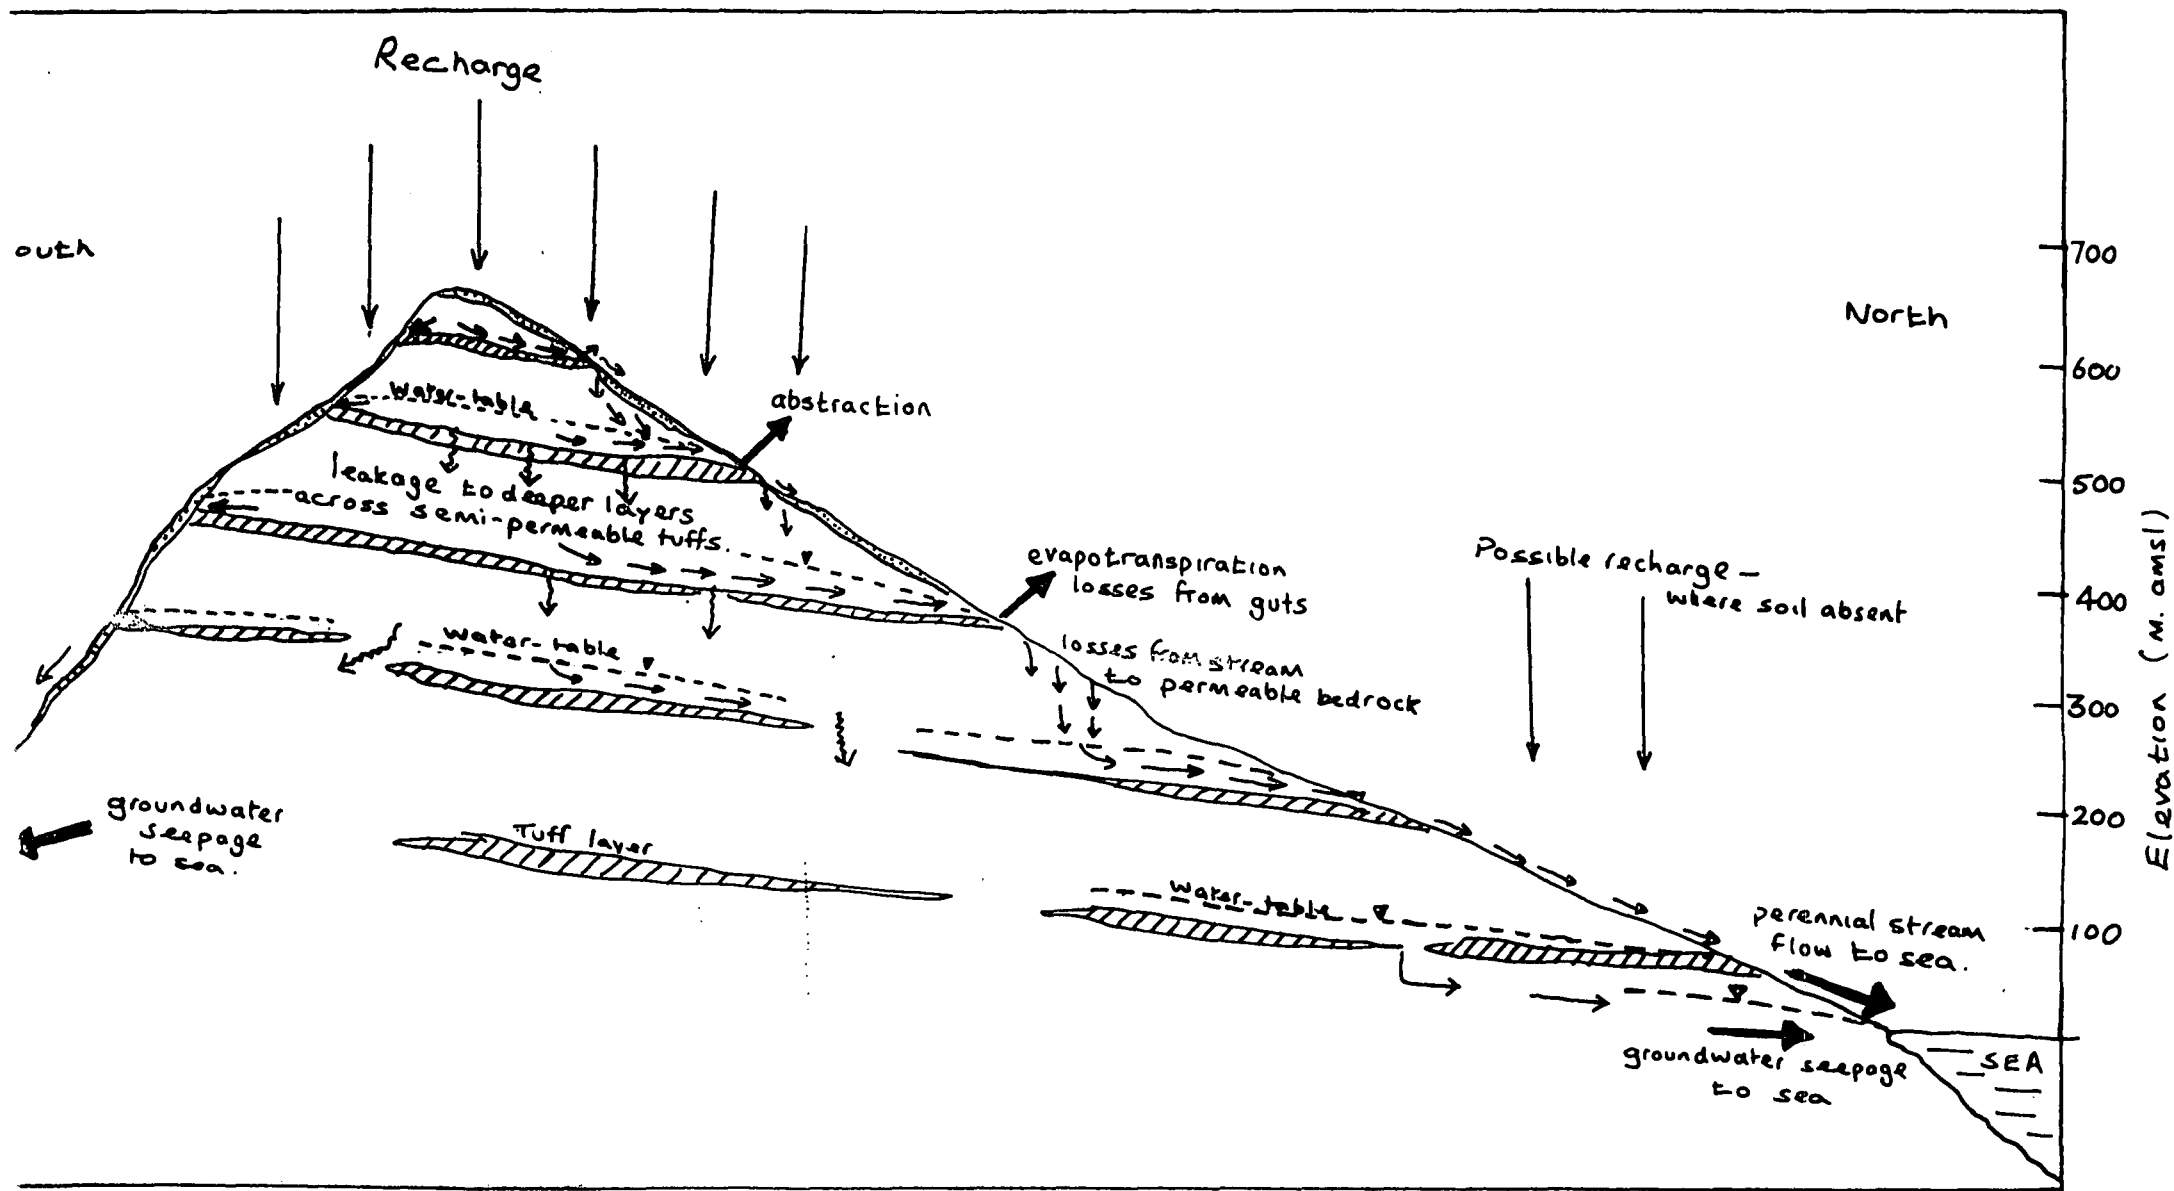 Recharge
outh
700
North
600
abstraction
water-table
500
leakage to deeper layers
across semi-permeable tuffs.
evapotranspiration
losses from guts
Possible recharge –
where soil absent
400
water-table
losses from stream
to permeable bedrock
300
Elevation (m. amsl)
groundwater
seepage
to sea.
Tuff layer
200
water-table
perennial stream
flow to sea.
100
groundwater seepage
to sea
SEA